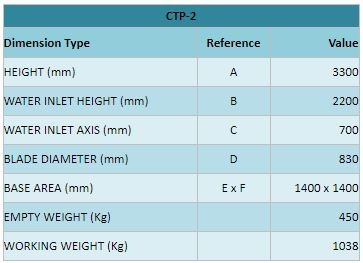 CTP-2
Dimension Type Reference Value
HEIGHT (mm) A 3300
WATER INLET HEIGHT (mm) B 2200
WATER INLET AXIS (mm) C 700
BLADE DIAMETER (mm) D 830
BASE AREA (mm) E x F 1400 x 1400
EMPTY WEIGHT (Kg) 450
WORKING WEIGHT (Kg) 1038